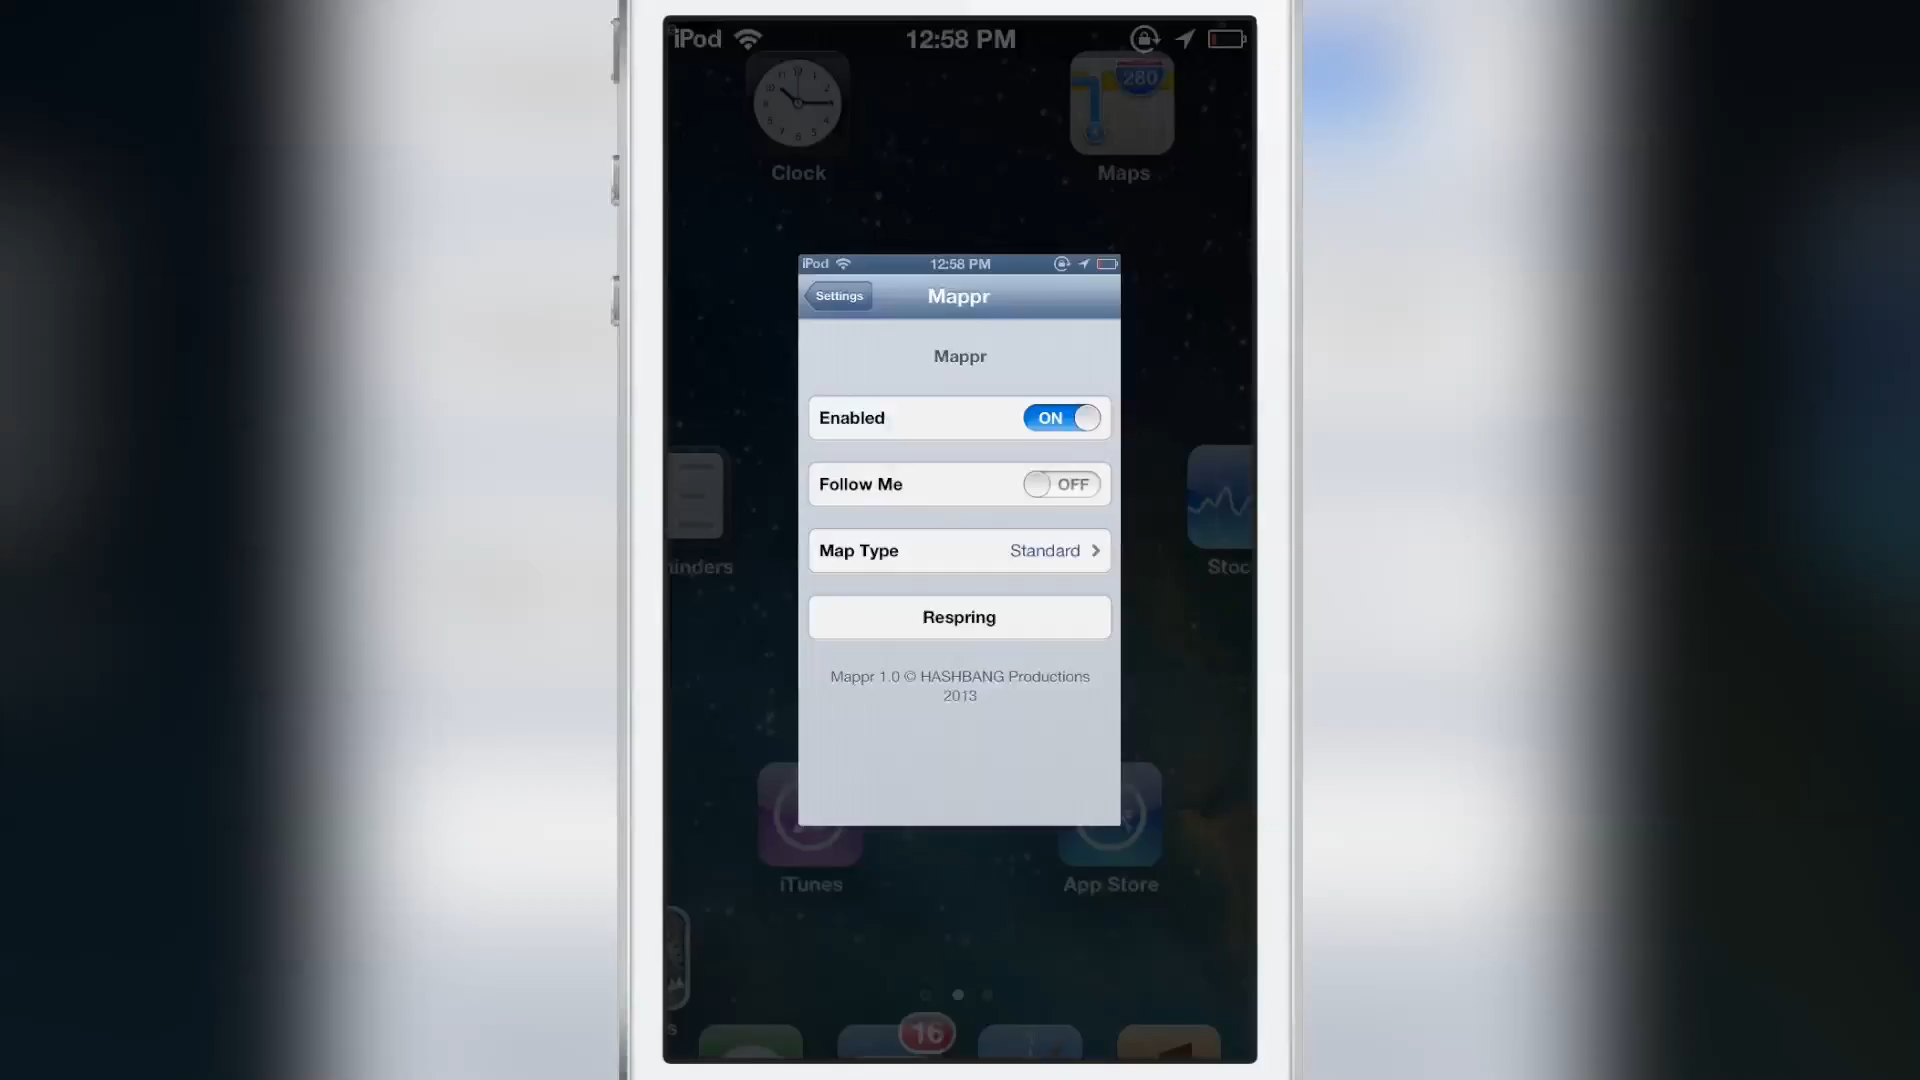 iPod 12:58 PM
280
Clock Maps
iPod 12:58 PM
Settings Mappr
Mappr
Enabled ON
Follow Me OFF
Map Type Standard
Respring
Mappr 1.0 © HASHBANG Productions
2013
inders Stoc
iTunes App Store
s
16